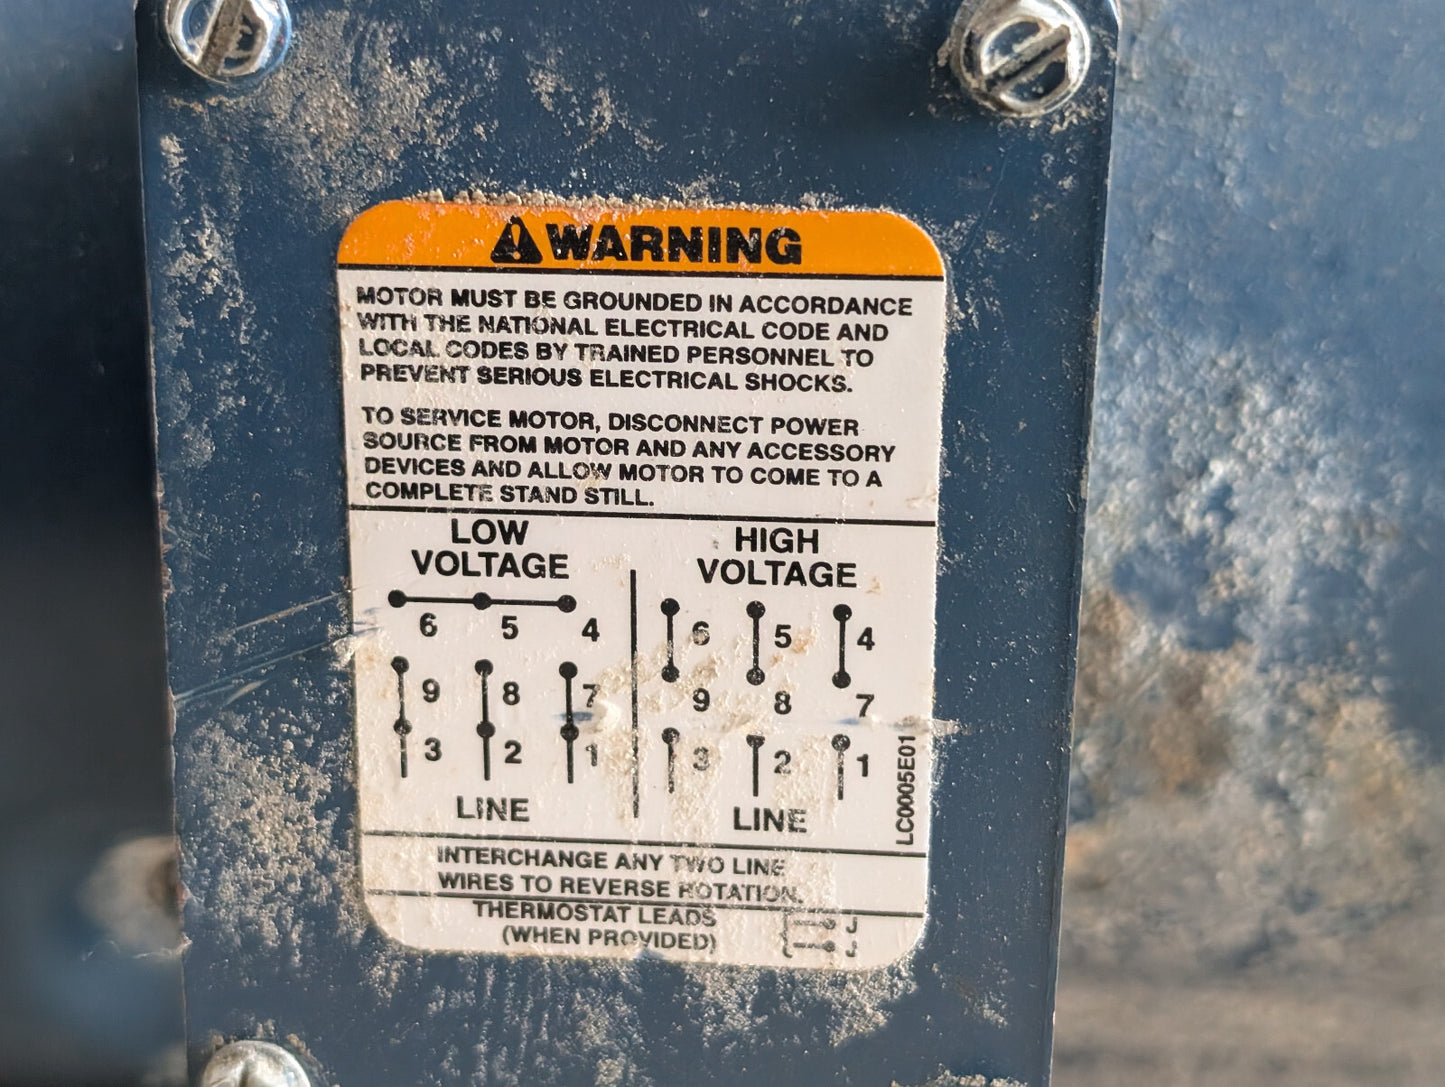 WARNING
MOTOR MUST BE GROUNDED IN ACCORDANCE
WITH THE NATIONAL ELECTRICAL CODE AND
LOCAL CODES BY TRAINED PERSONNEL TO
PREVENT SERIOUS ELECTRICAL SHOCKS.
TO SERVICE MOTOR, DISCONNECT POWER
SOURCE FROM MOTOR AND ANY ACCESSORY
DEVICES AND ALLOW MOTOR TO COME TO A
COMPLETE STAND STILL.
LOW
VOLTAGE
6 5 4
9 8 7
3 2 1
LINE
HIGH
VOLTAGE
6 5 4
9 8 7
3 2 1
LINE
LC0005E01
INTERCHANGE ANY TWO LINE
WIRES TO REVERSE ROTATION.
THERMOSTAT LEADS
(WHEN PROVIDED)
J
J